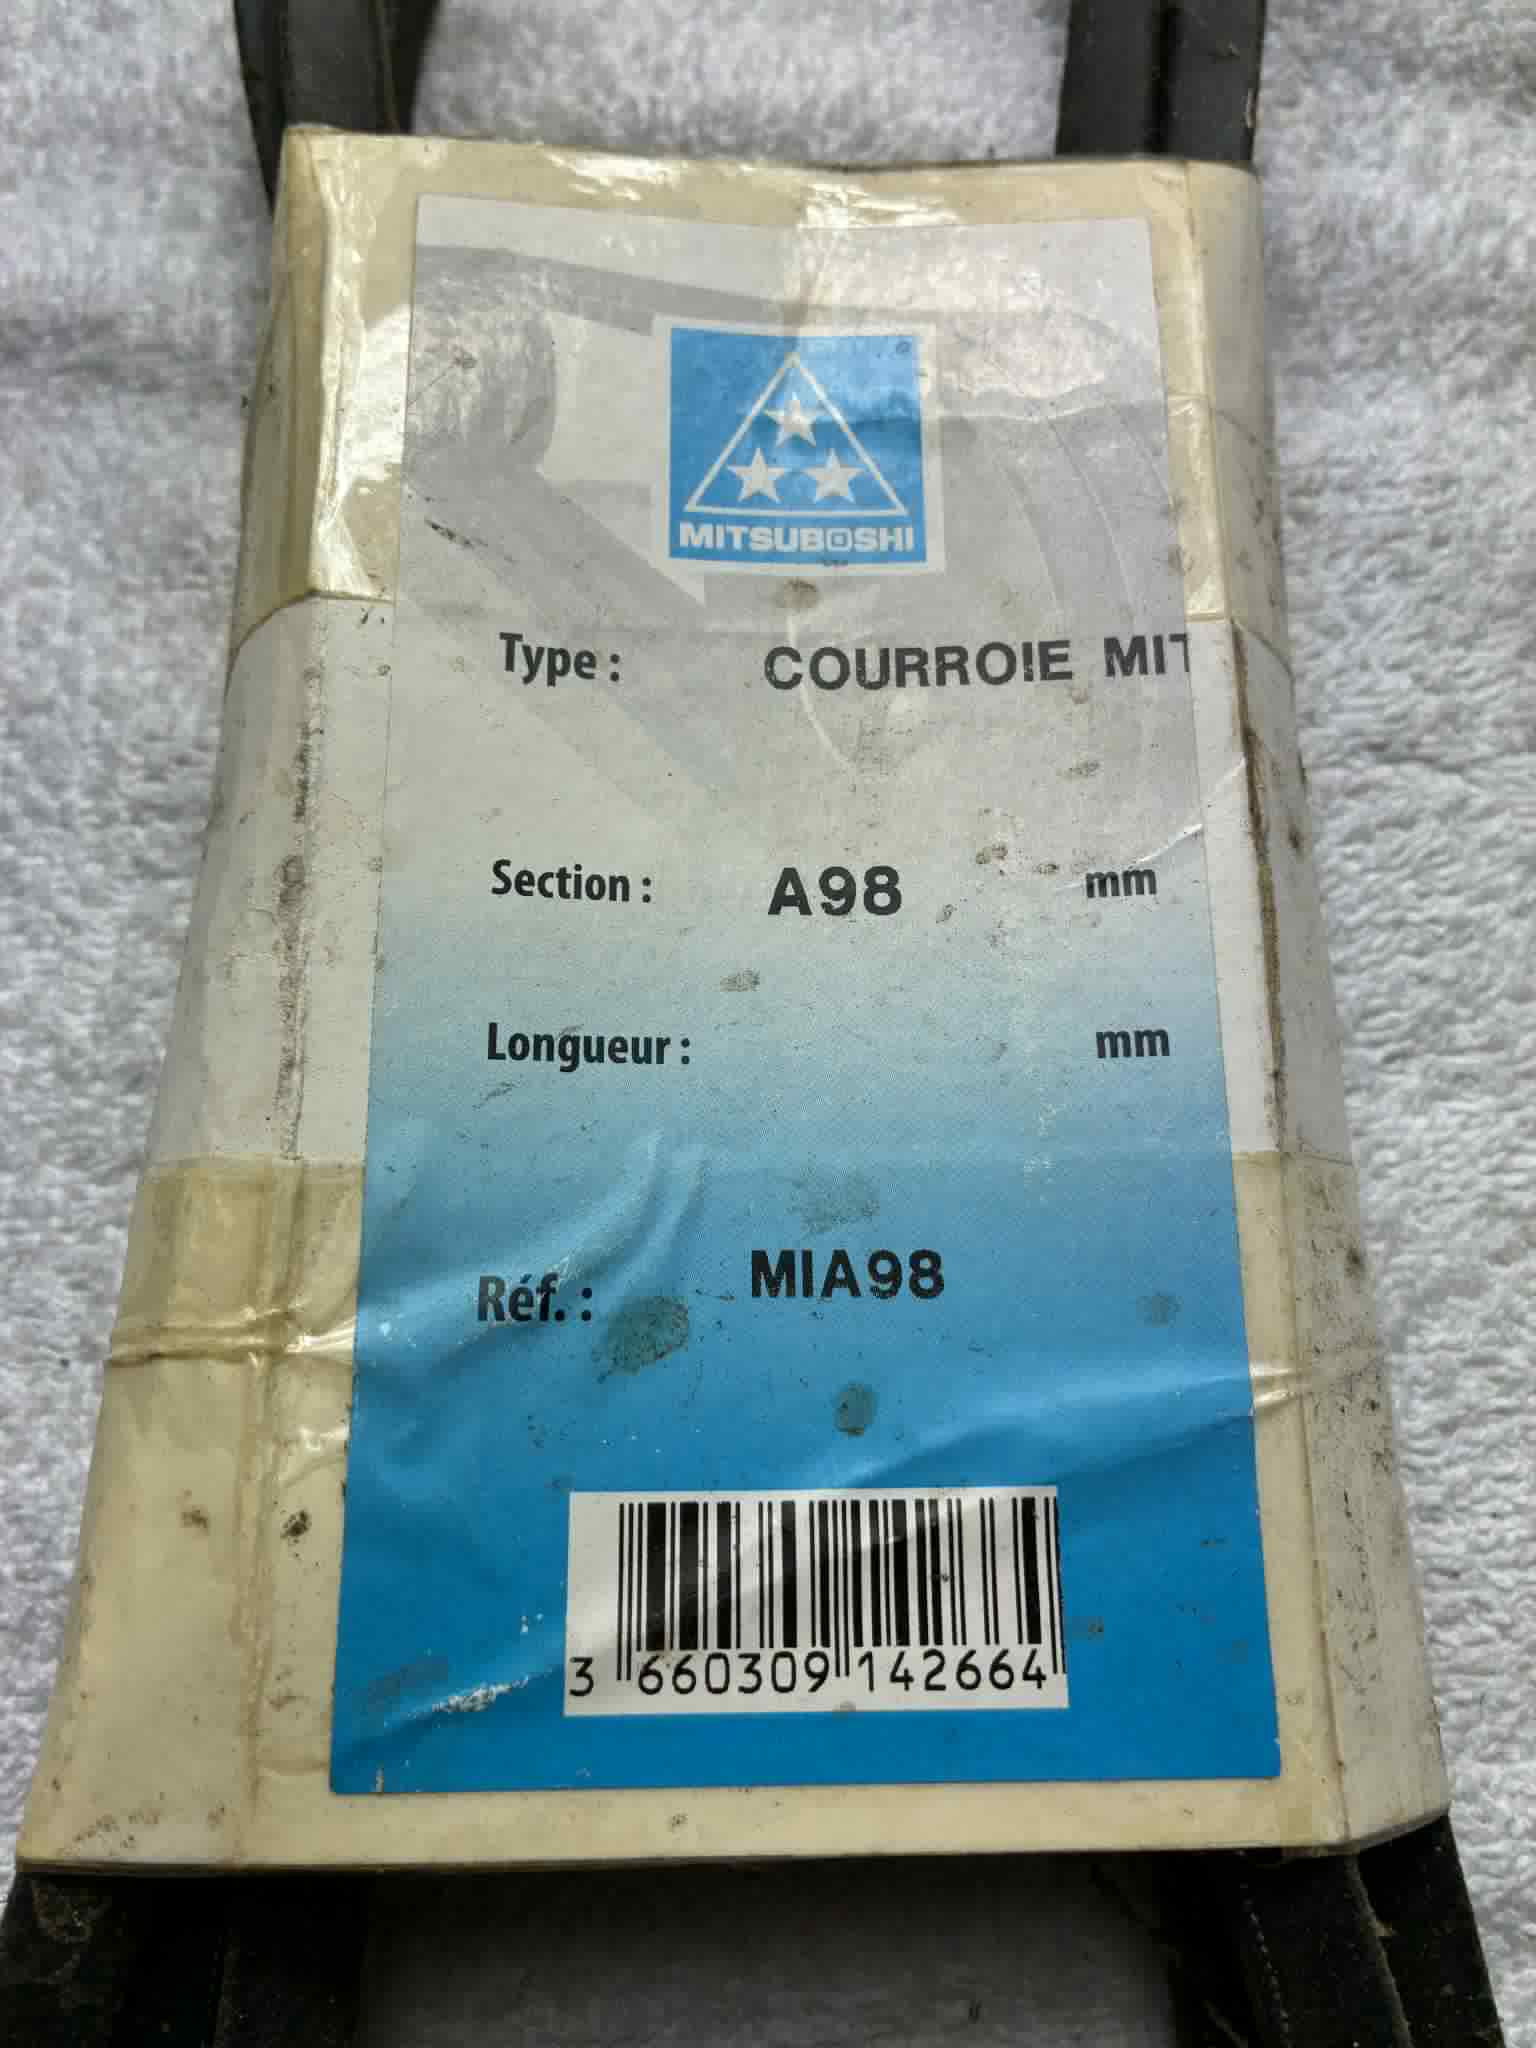 MITSUBOSHI
Type : COURROIE MIT
Section : A98 mm
Longueur : mm
Réf. : MIA98
3 660309 142664